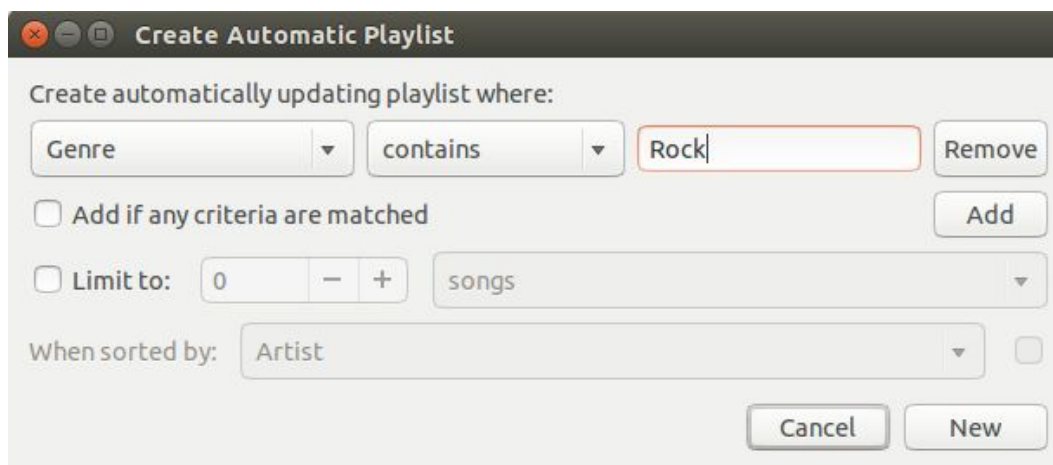 Create Automatic Playlist
Create automatically updating playlist where:
Genre contains Rock Remove
Add if any criteria are matched Add
Limit to: 0 − + songs
When sorted by: Artist
Cancel New